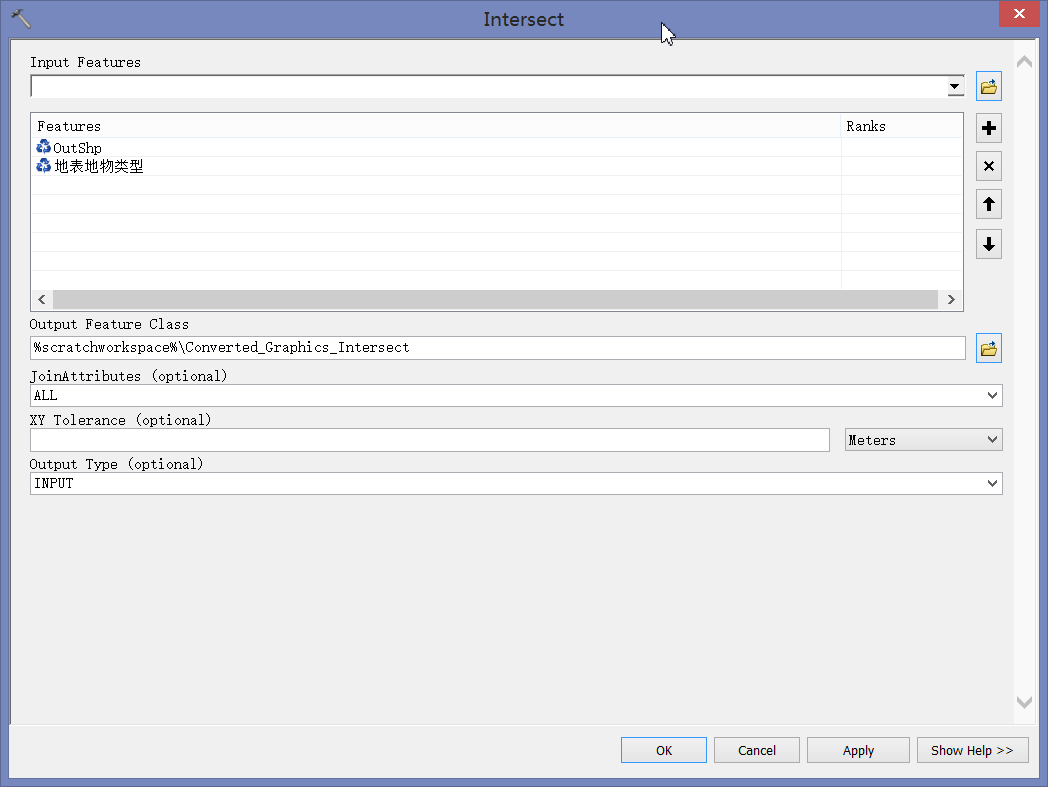 Intersect
Input Features
Features Ranks
OutShp
地表地物类型
Output Feature Class
%scratchworkspace%\Converted_Graphics_Intersect
JoinAttributes (optional)
ALL
XY Tolerance (optional)
Meters
Output Type (optional)
INPUT
OK Cancel Apply Show Help >>